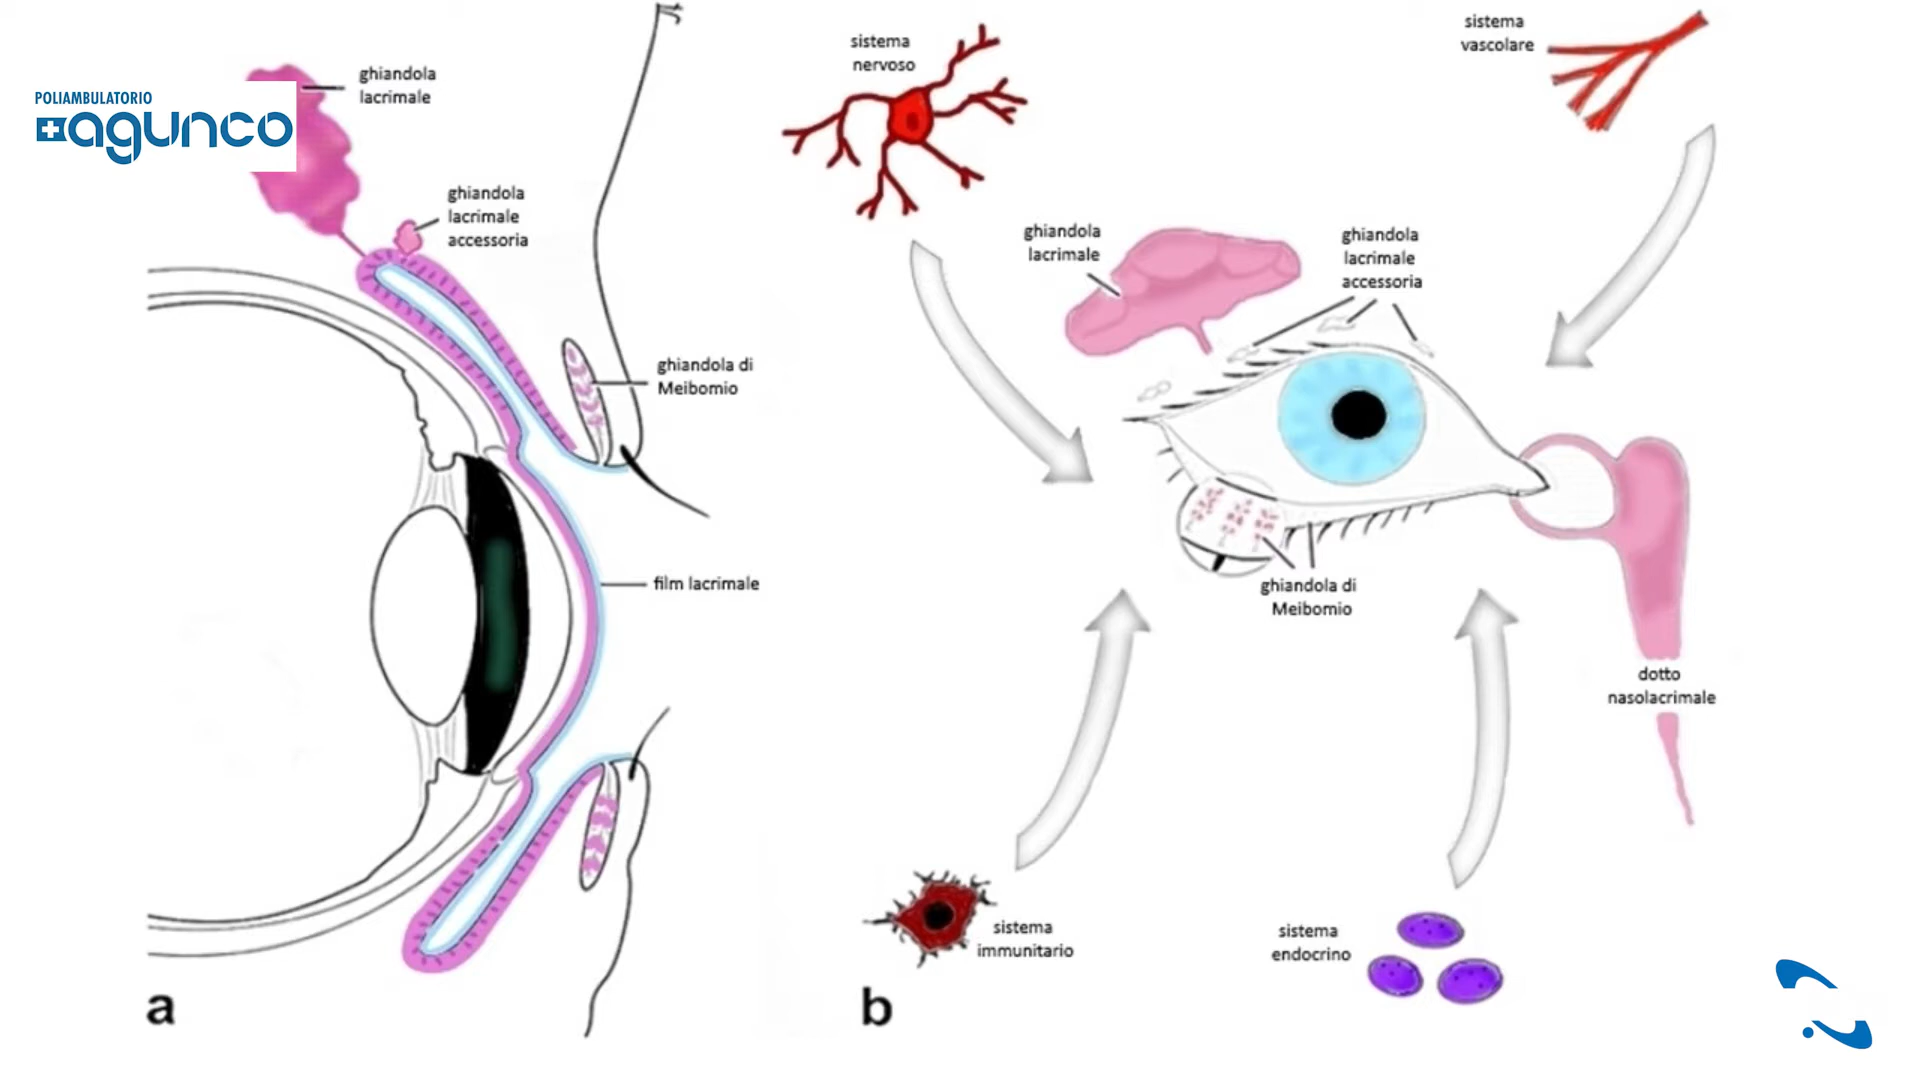 POLIAMBULATORIO
agunco
ghiandola
lacrimale
ghiandola
lacrimale
accessoria
ghiandola di
Meibomio
film lacrimale
a
sistema
nervoso
sistema
vascolare
ghiandola
lacrimale
ghiandola
lacrimale
accessoria
ghiandola di
Meibomio
dotto
nasolacrimale
sistema
immunitario
sistema
endocrino
b